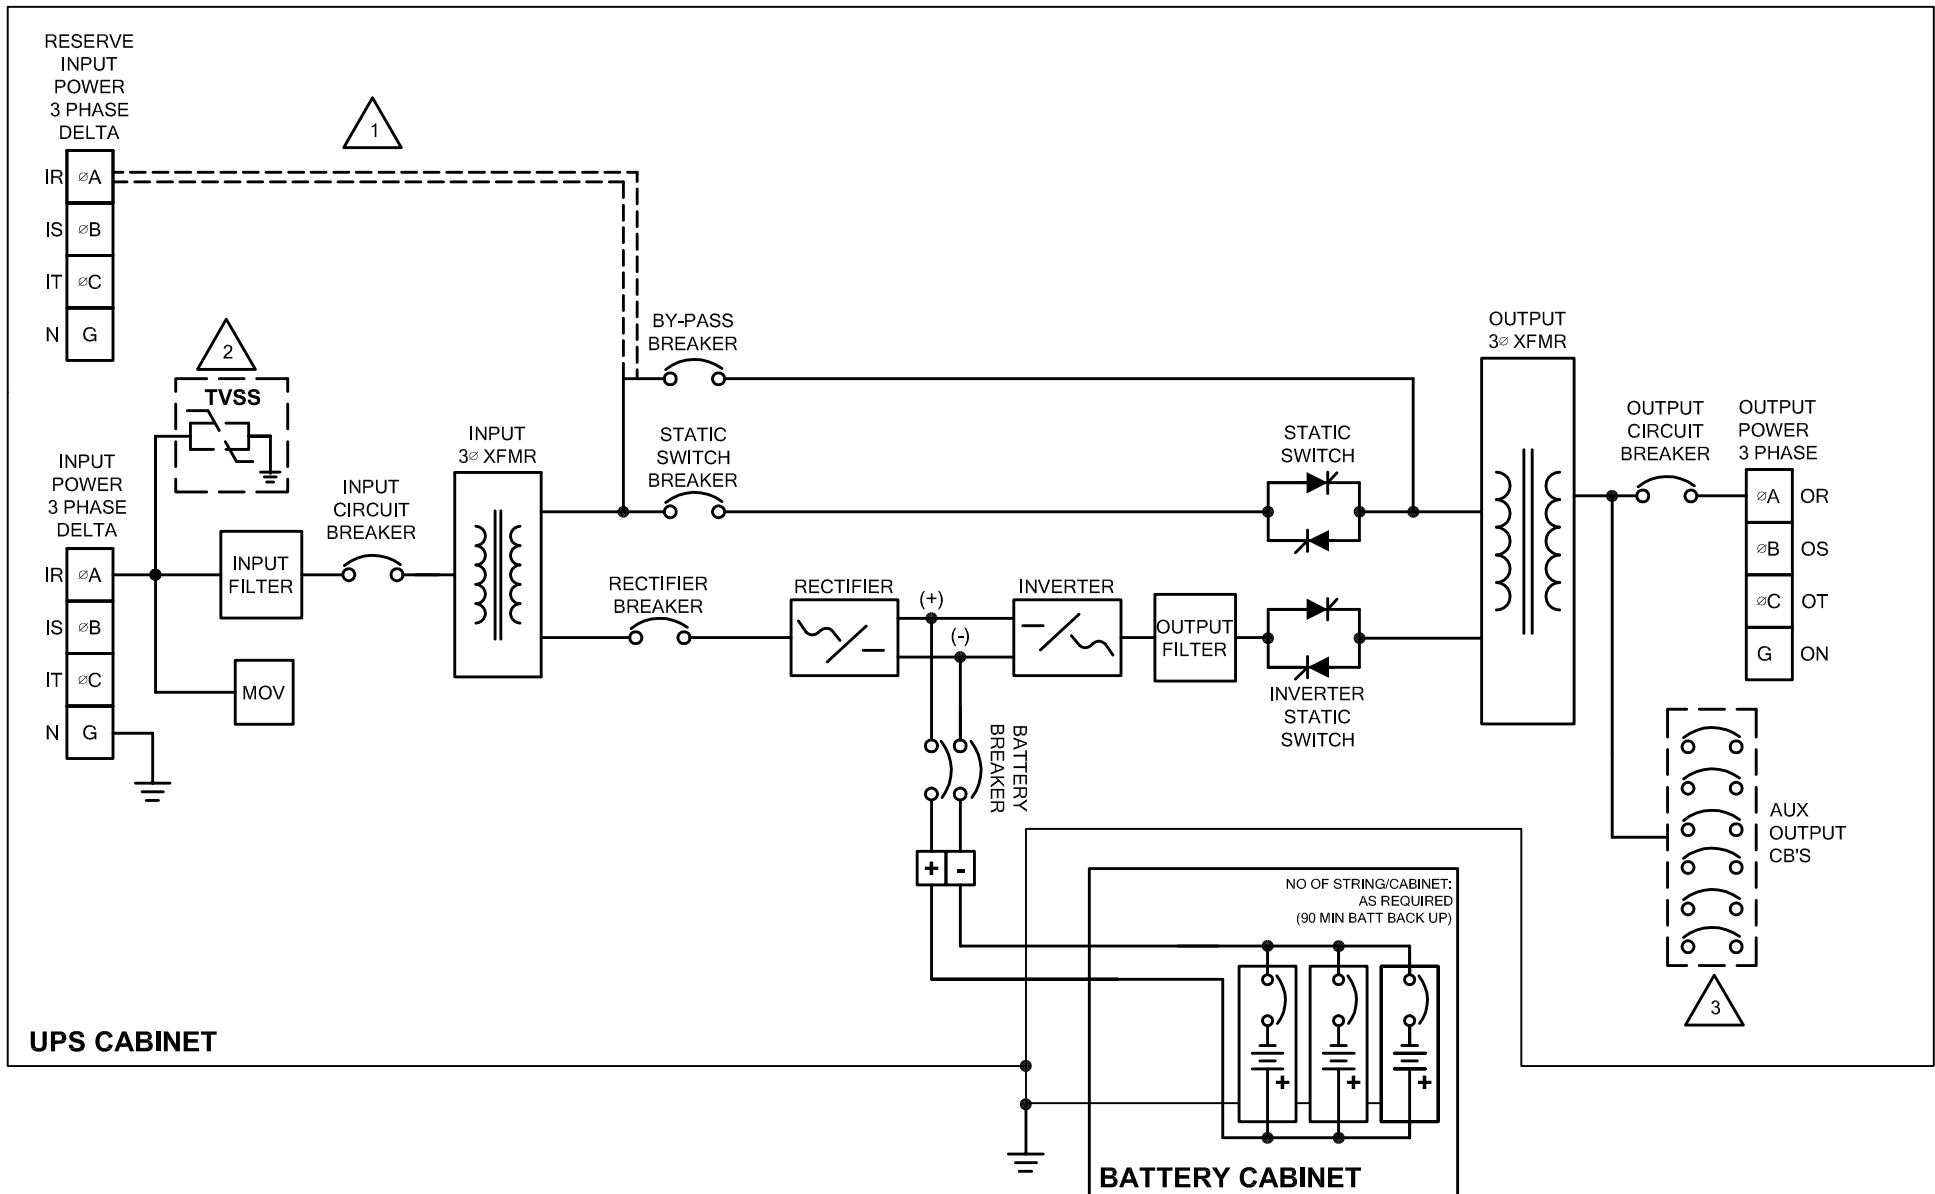 RESERVE
INPUT
POWER
3 PHASE
DELTA
IR ⌀A
IS ⌀B
IT ⌀C
N G
1
2
TVSS
INPUT
POWER
3 PHASE
DELTA
IR ⌀A
IS ⌀B
IT ⌀C
N G
INPUT
FILTER
MOV
INPUT
CIRCUIT
BREAKER
INPUT
3⌀ XFMR
BY-PASS
BREAKER
STATIC
SWITCH
BREAKER
RECTIFIER
BREAKER
RECTIFIER
(+)
(-)
INVERTER
OUTPUT
FILTER
STATIC
SWITCH
INVERTER
STATIC
SWITCH
OUTPUT
3⌀ XFMR
OUTPUT
CIRCUIT
BREAKER
OUTPUT
POWER
3 PHASE
⌀A OR
⌀B OS
⌀C OT
G ON
AUX
OUTPUT
CB'S
3
BATTERY
BREAKER
+ -
NO OF STRING/CABINET:
AS REQUIRED
(90 MIN BATT BACK UP)
+ + +
UPS CABINET
BATTERY CABINET